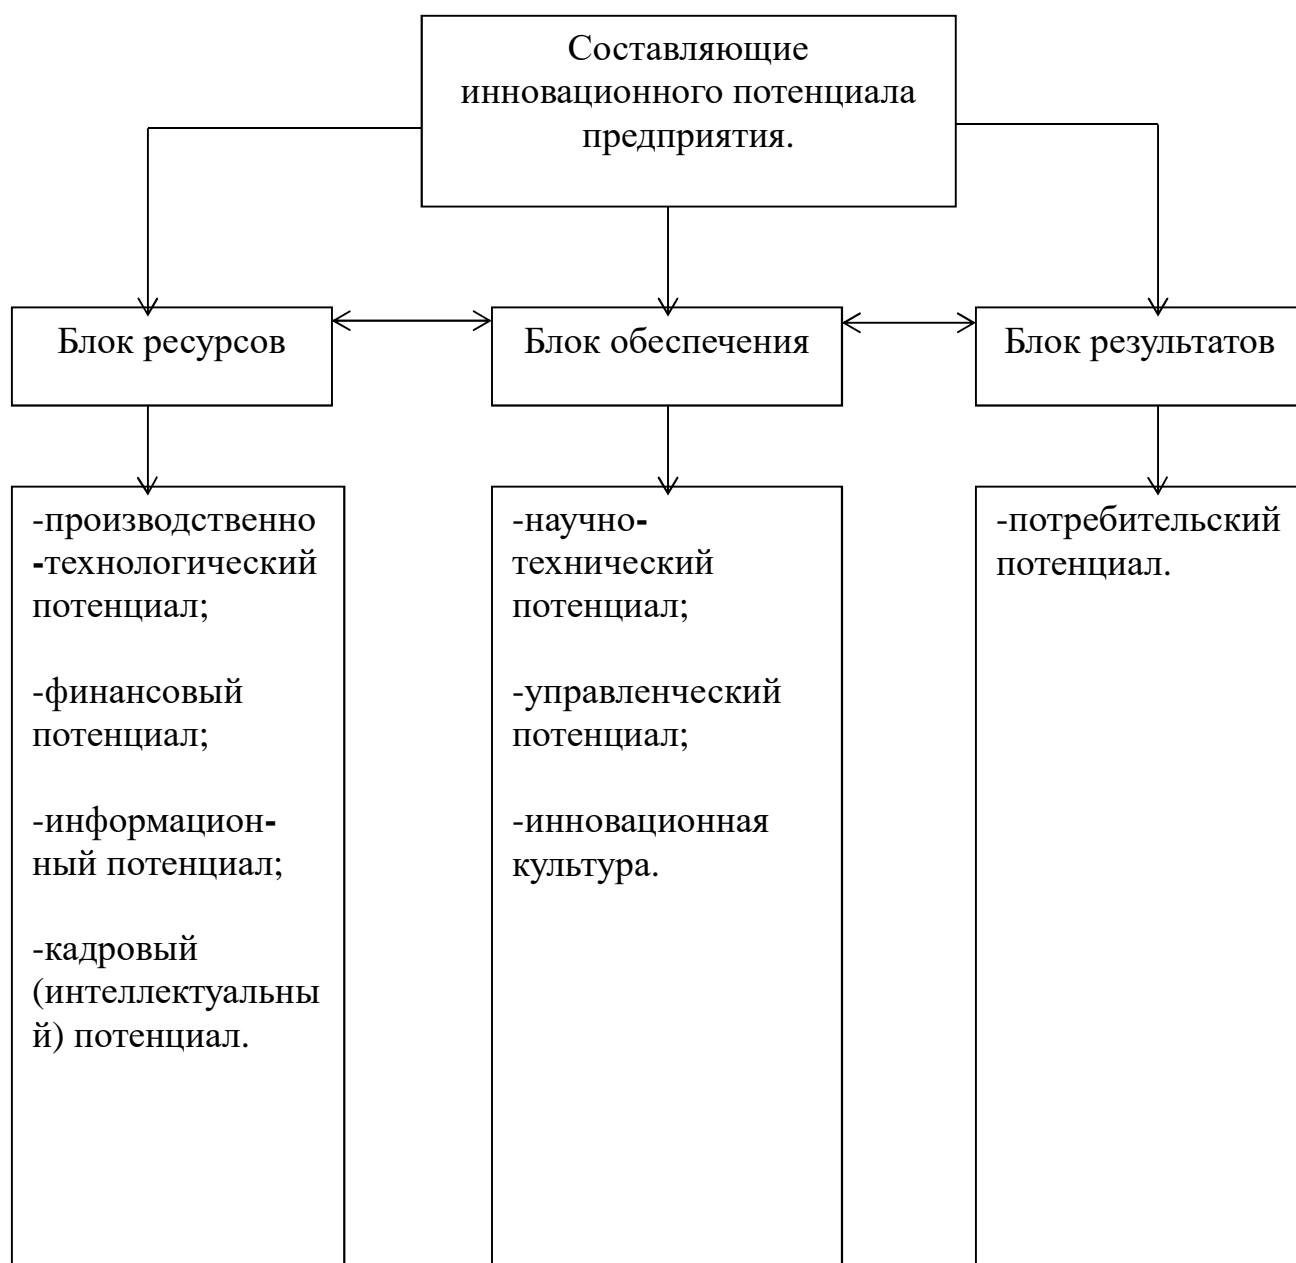 Составляющие
инновационного потенциала
предприятия.
Блок ресурсов
Блок обеспечения
Блок результатов
-производственно
-технологический
потенциал;
-финансовый
потенциал;
-информацион-
ный потенциал;
-кадровый
(интеллектуальны
й) потенциал.
-научно-
технический
потенциал;
-управленческий
потенциал;
-инновационная
культура.
-потребительский
потенциал.